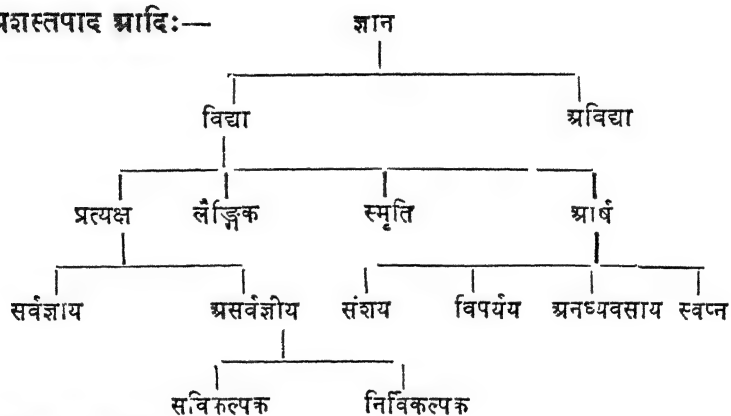 प्रशस्तपाद आदिः— ज्ञान
विद्या अविद्या
प्रत्यक्ष लैङ्गिक स्मृति आर्ष
सर्वज्ञाय असर्वज्ञीय संशय विपर्यय अनध्यवसाय स्वप्न
सविकल्पक निर्विकल्पक